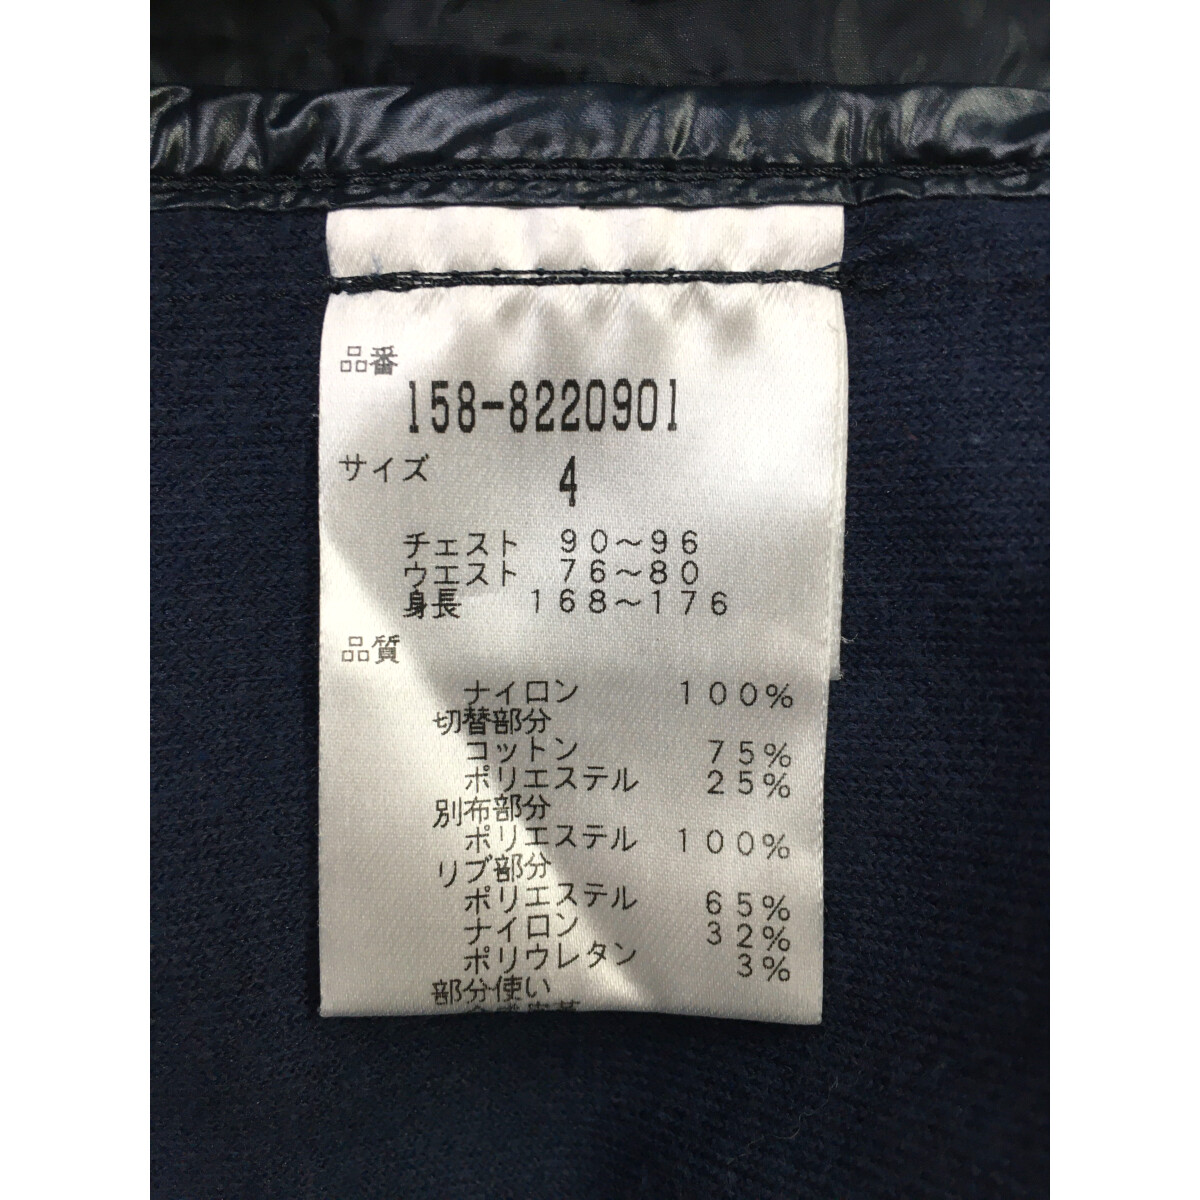 品番
158-8220901
サイズ 4
チェスト 90～96
ウエスト 76～80
身長 168～176
品質
ナイロン 100%
切替部分
コットン 75%
ポリエステル 25%
別布部分
ポリエステル 100%
リブ部分
ポリエステル 65%
ナイロン 32%
ポリウレタン 3%
部分使い